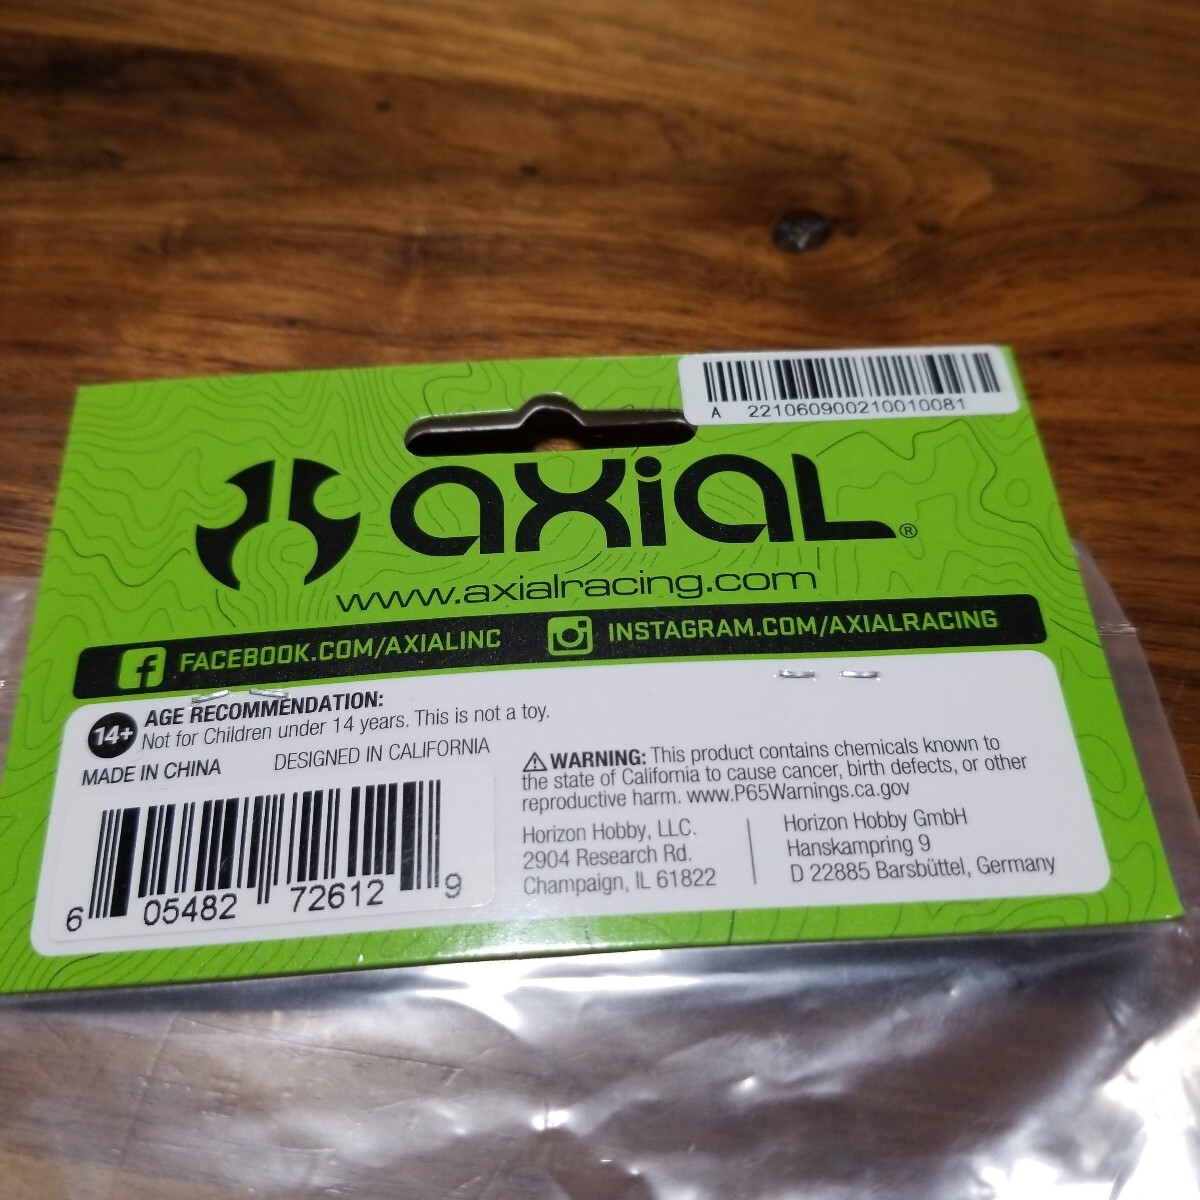 A 221060900210010081
axial®
www.axialracing.com
f FACEBOOK.COM/AXIALINC
INSTAGRAM.COM/AXIALRACING
14+
AGE RECOMMENDATION:
Not for Children under 14 years. This is not a toy.
MADE IN CHINA
DESIGNED IN CALIFORNIA
6 05482 72612 9
WARNING: This product contains chemicals known to
the state of California to cause cancer, birth defects, or other
reproductive harm. www.P65Warnings.ca.gov
Horizon Hobby, LLC.
2904 Research Rd.
Champaign, IL 61822
Horizon Hobby GmbH
Hanskampring 9
D 22885 Barsbüttel, Germany